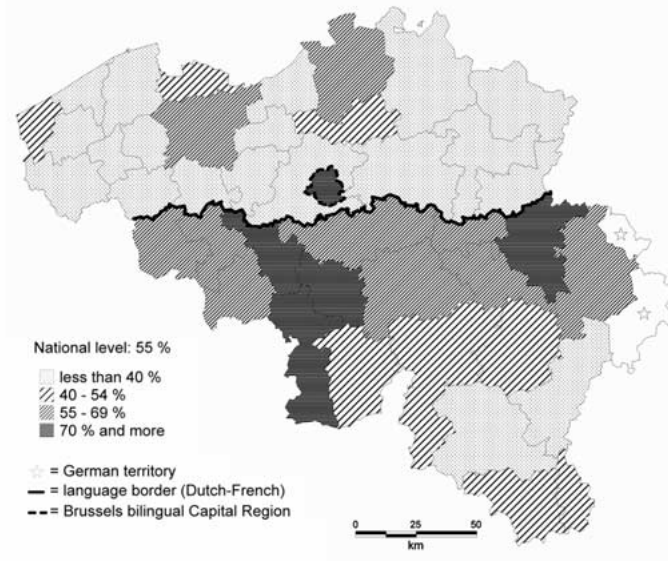 National level: 55 %
less than 40 %
40 - 54 %
55 - 69 %
70 % and more
= German territory
= language border (Dutch-French)
= Brussels bilingual Capital Region
0 25 50
km